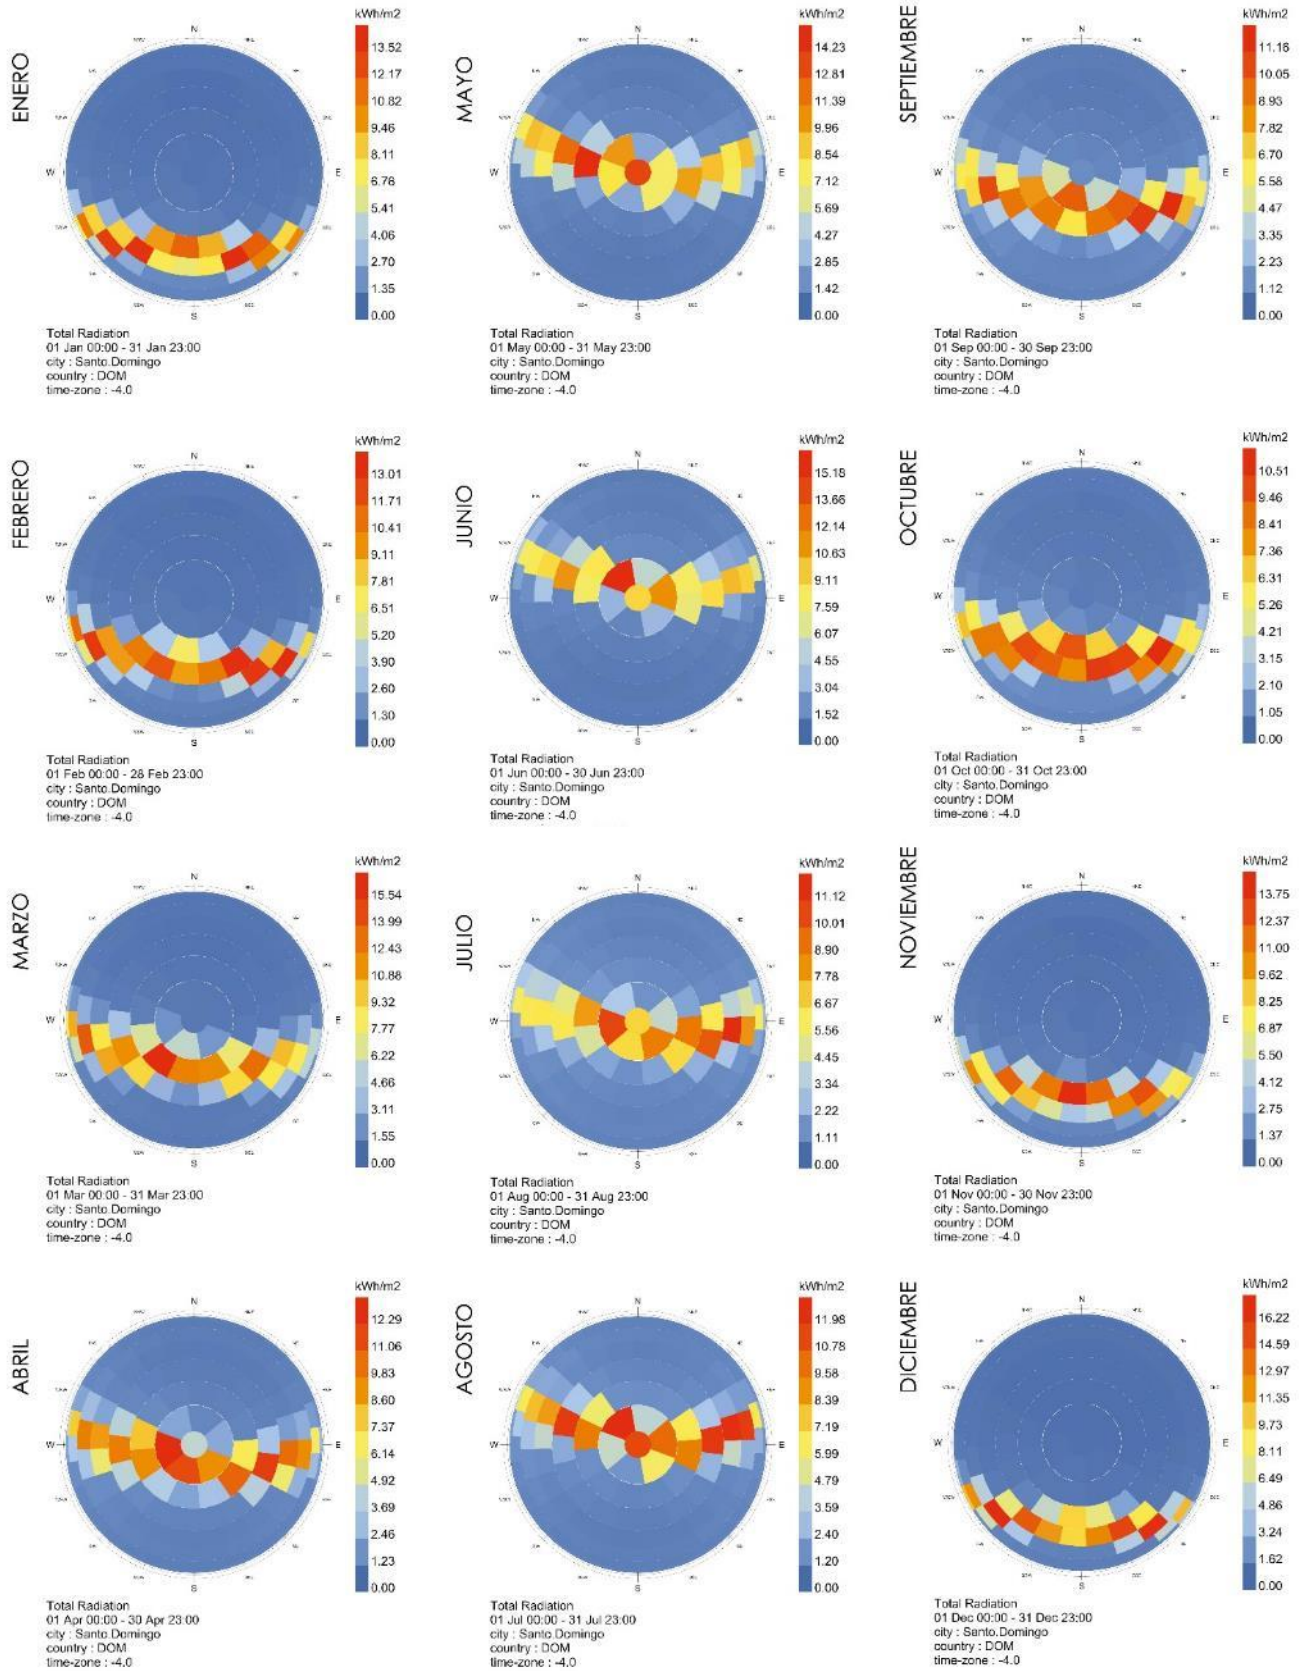 ENERO
kWh/m2
13.52
12.17
10.82
9.46
8.11
6.76
5.41
4.06
2.70
1.35
0.00
N
W
E
S
Total Radiation
01 Jan 00:00 - 31 Jan 23:00
city : Santo.Domingo
country : DOM
time-zone : -4.0
MAYO
kWh/m2
14.23
12.81
11.39
9.96
8.54
7.12
5.69
4.27
2.85
1.42
0.00
N
W
E
S
Total Radiation
01 May 00:00 - 31 May 23:00
city : Santo.Domingo
country : DOM
time-zone : -4.0
SEPTIEMBRE
kWh/m2
11.16
10.05
8.93
7.82
6.70
5.58
4.47
3.35
2.23
1.12
0.00
N
W
E
S
Total Radiation
01 Sep 00:00 - 30 Sep 23:00
city : Santo.Domingo
country : DOM
time-zone : -4.0
FEBRERO
kWh/m2
13.01
11.71
10.41
9.11
7.81
6.51
5.20
3.90
2.60
1.30
0.00
N
W
E
S
Total Radiation
01 Feb 00:00 - 28 Feb 23:00
city : Santo.Domingo
country : DOM
time-zone : -4.0
JUNIO
kWh/m2
15.18
13.66
12.14
10.63
9.11
7.59
6.07
4.55
3.04
1.52
0.00
N
W
E
S
Total Radiation
01 Jun 00:00 - 30 Jun 23:00
city : Santo.Domingo
country : DOM
time-zone : -4.0
OCTUBRE
kWh/m2
10.51
9.46
8.41
7.36
6.31
5.26
4.21
3.15
2.10
1.05
0.00
N
W
E
S
Total Radiation
01 Oct 00:00 - 31 Oct 23:00
city : Santo.Domingo
country : DOM
time-zone : -4.0
MARZO
kWh/m2
15.54
13.99
12.43
10.88
9.32
7.77
6.22
4.66
3.11
1.55
0.00
N
W
E
S
Total Radiation
01 Mar 00:00 - 31 Mar 23:00
city : Santo.Domingo
country : DOM
time-zone : -4.0
JULIO
kWh/m2
11.12
10.01
8.90
7.78
6.67
5.56
4.45
3.34
2.22
1.11
0.00
N
W
E
S
Total Radiation
01 Aug 00:00 - 31 Aug 23:00
city : Santo.Domingo
country : DOM
time-zone : -4.0
NOVIEMBRE
kWh/m2
13.75
12.37
11.00
9.62
8.25
6.87
5.50
4.12
2.75
1.37
0.00
N
W
E
S
Total Radiation
01 Nov 00:00 - 30 Nov 23:00
city : Santo.Domingo
country : DOM
time-zone : -4.0
ABRIL
kWh/m2
12.29
11.06
9.83
8.60
7.37
6.14
4.92
3.69
2.46
1.23
0.00
N
W
E
S
Total Radiation
01 Apr 00:00 - 30 Apr 23:00
city : Santo.Domingo
country : DOM
time-zone : -4.0
AGOSTO
kWh/m2
11.98
10.78
9.58
8.39
7.19
5.99
4.79
3.59
2.40
1.20
0.00
N
W
E
S
Total Radiation
01 Jul 00:00 - 31 Jul 23:00
city : Santo.Domingo
country : DOM
time-zone : -4.0
DICIEMBRE
kWh/m2
16.22
14.59
12.97
11.35
9.73
8.11
6.49
4.86
3.24
1.62
0.00
N
W
E
S
Total Radiation
01 Dec 00:00 - 31 Dec 23:00
city : Santo.Domingo
country : DOM
time-zone : -4.0